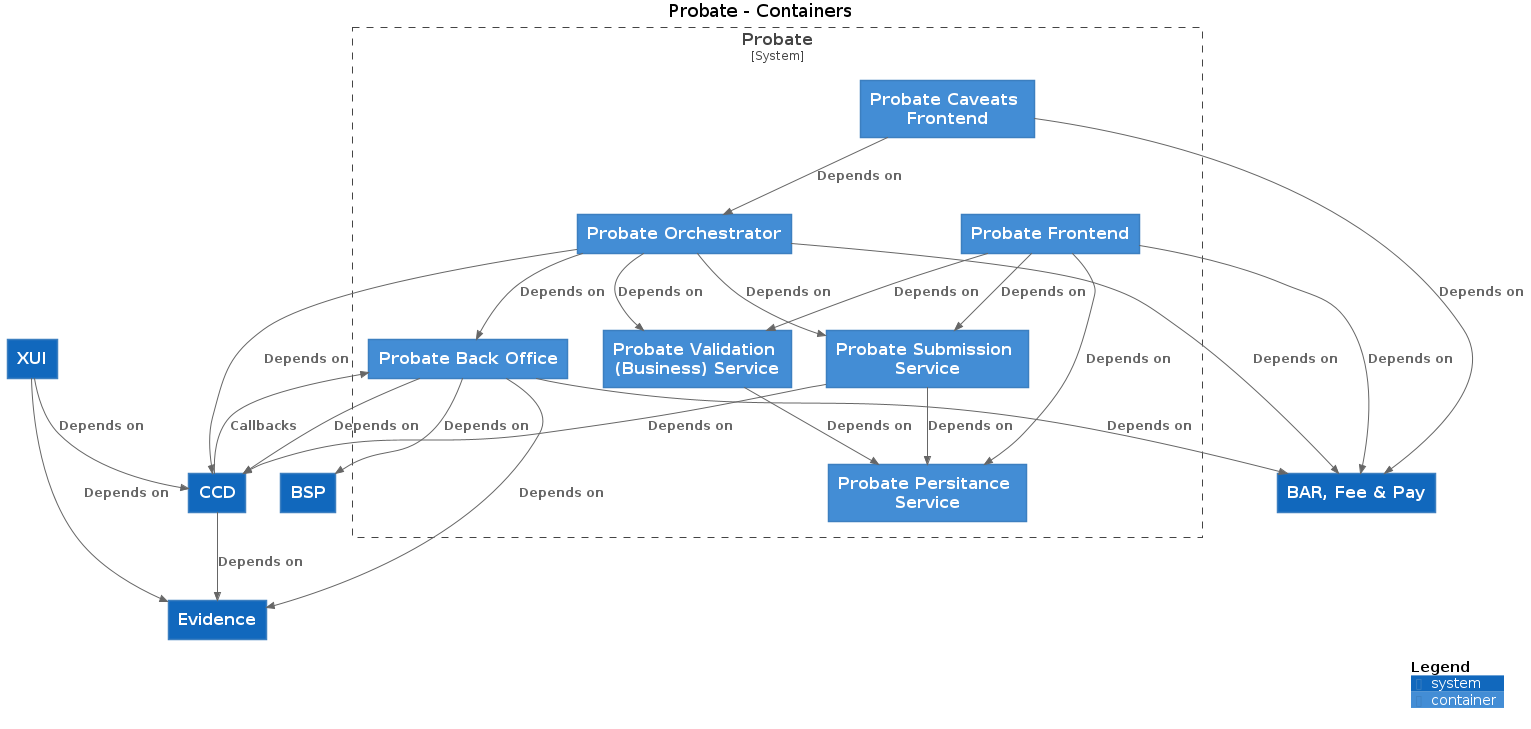 Probate - Containers
Probate
[System]
Probate Caveats
Frontend
Depends on
Probate Orchestrator
Probate Frontend
Depends on
Depends on
Depends on
Depends on
Depends on
Depends on
XUI
Probate Back Office
Probate Validation
(Business) Service
Probate Submission
Service
Depends on
Depends on
Depends on
Depends on
Depends on
Callbacks
Depends on
Depends on
Depends on
Depends on
Depends on
Depends on
Depends on
CCD
BSP
Depends on
Probate Persitance
Service
BAR, Fee & Pay
Depends on
Evidence
Legend
system
container